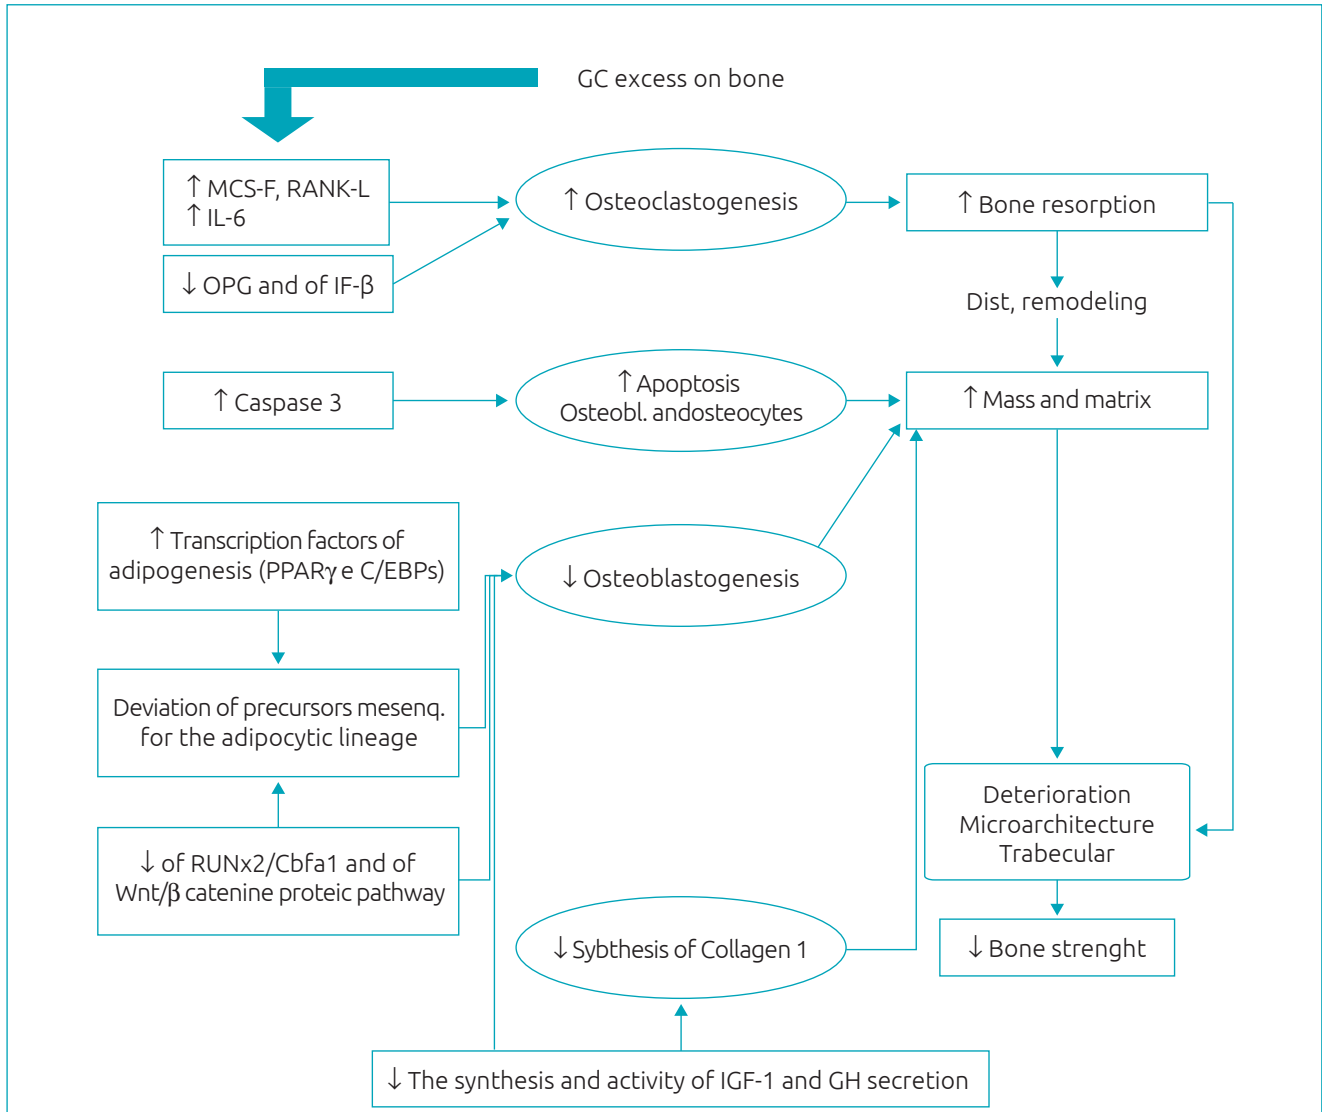 GC excess on bone
↑ MCS-F, RANK-L
↑ IL-6
↑ Osteoclastogenesis
↑ Bone resorption
↓ OPG and of IF-β
Dist, remodeling
↑ Caspase 3
↑ Apoptosis
Osteobl. andosteocytes
↑ Mass and matrix
↑ Transcription factors of
adipogenesis (PPARγ e C/EBPs)
↓ Osteoblastogenesis
Deviation of precursors mesenq.
for the adipocytic lineage
Deterioration
Microarchitecture
Trabecular
↓ of RUNx2/Cbfa1 and of
Wnt/β catenine proteic pathway
↓ Sybthesis of Collagen 1
↓ Bone strenght
↓ The synthesis and activity of IGF-1 and GH secretion